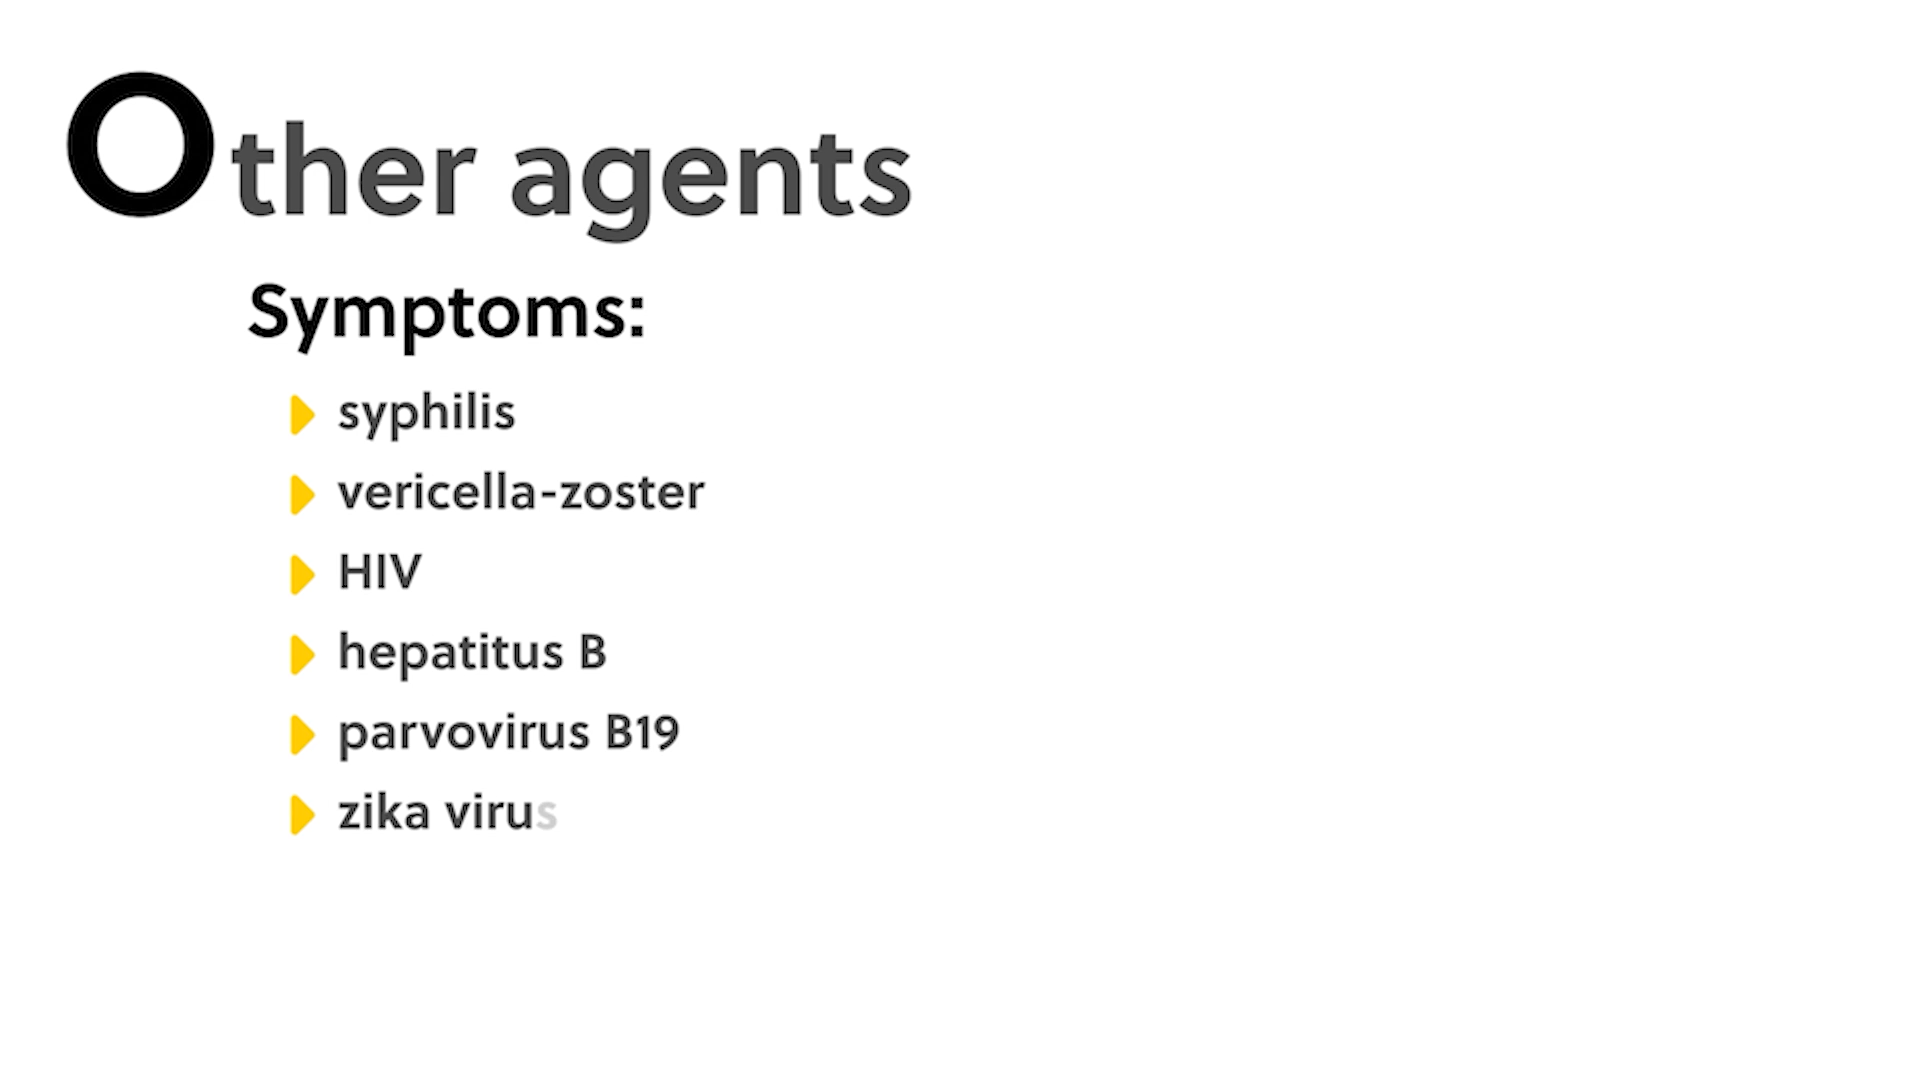 Other agents
Symptoms:
syphilis
vericella-zoster
HIV
hepatitus B
parvovirus B19
zika virus